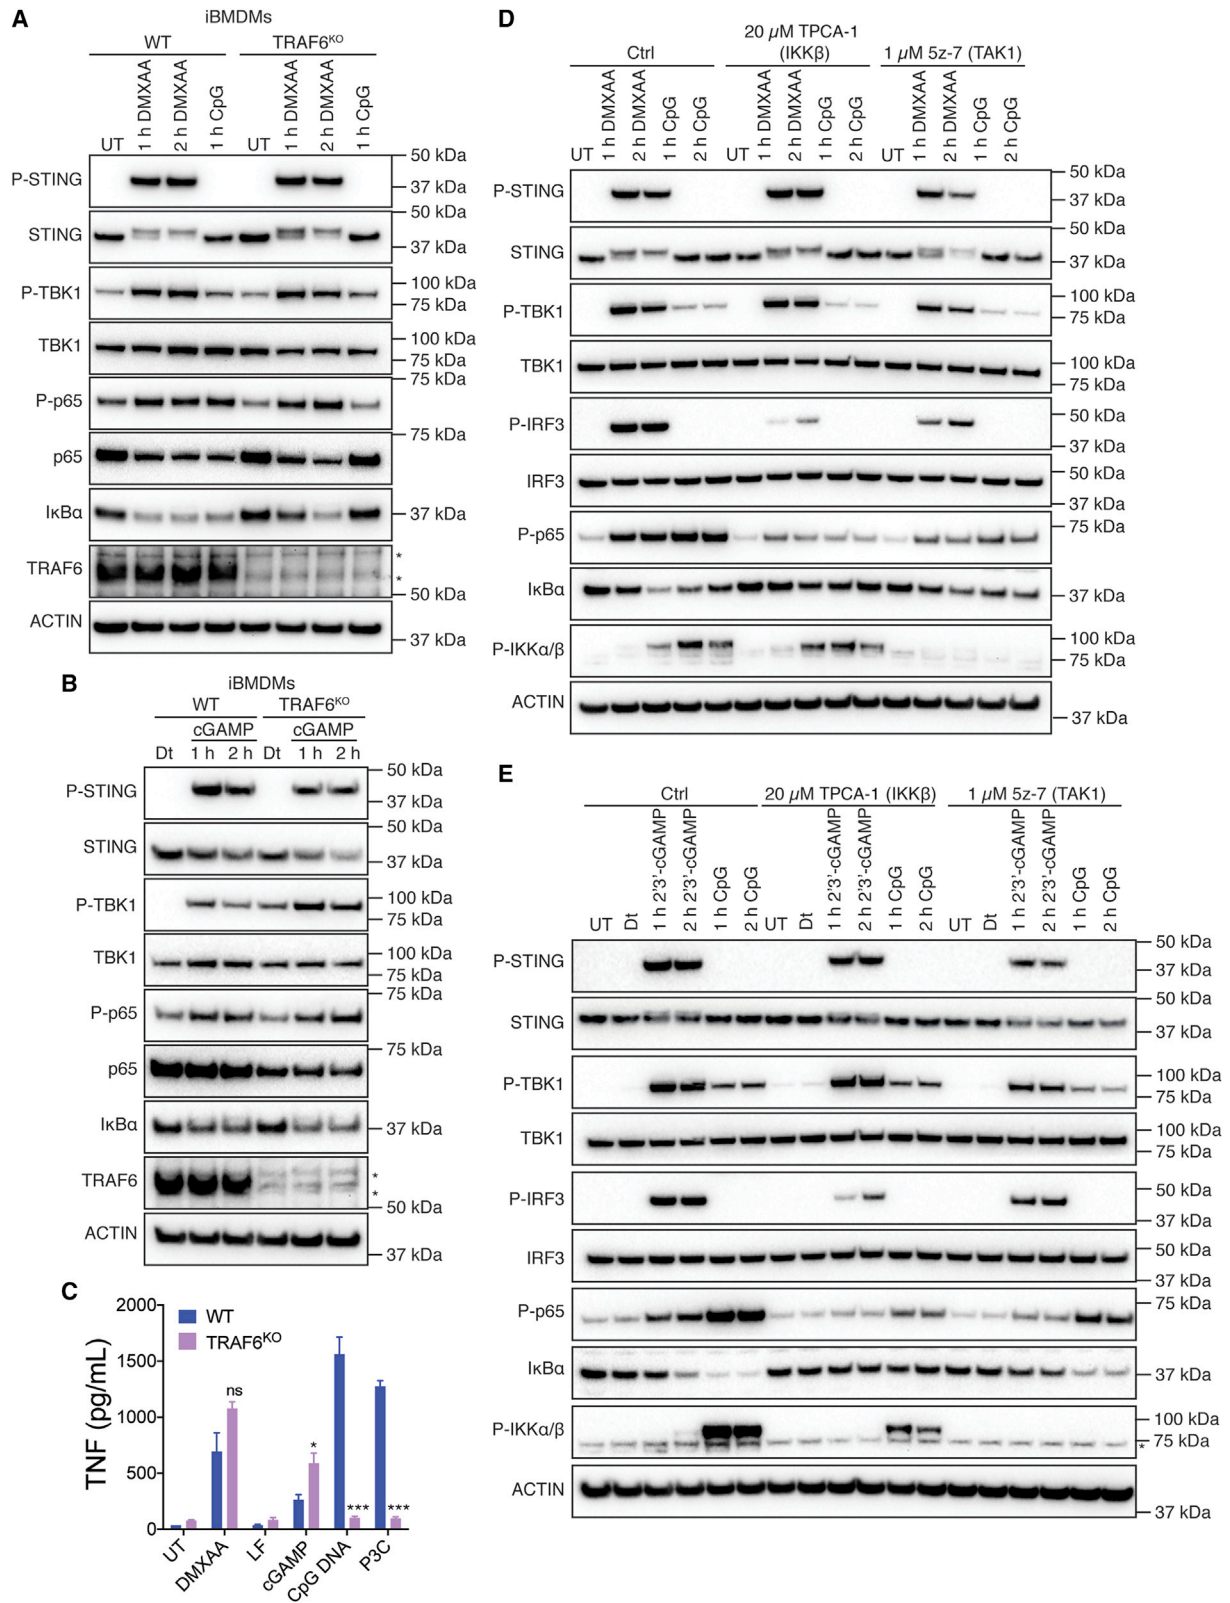 A
iBMDMs
WT TRAF6KO
UT 1 h DMXAA 2 h DMXAA 1 h CpG UT 1 h DMXAA 2 h DMXAA 1 h CpG
P-STING 50 kDa 37 kDa
STING 50 kDa 37 kDa
P-TBK1 100 kDa 75 kDa
TBK1 100 kDa 75 kDa
P-p65 75 kDa
p65 75 kDa
IκBα 37 kDa
TRAF6 * * 50 kDa
ACTIN 37 kDa
B
iBMDMs
WT TRAF6KO
cGAMP cGAMP
Dt 1 h 2 h Dt 1 h 2 h
P-STING 50 kDa 37 kDa
STING 50 kDa 37 kDa
P-TBK1 100 kDa 75 kDa
TBK1 100 kDa 75 kDa
P-p65 75 kDa
p65 75 kDa
IκBα 37 kDa
TRAF6 * * 50 kDa
ACTIN 37 kDa
C
TNF (pg/mL)
2000
1500
1000
500
0
WT
TRAF6KO
ns * *** ***
UT DMXAA LF cGAMP CpG DNA P3C
D
Ctrl 20 µM TPCA-1 (IKKβ) 1 µM 5z-7 (TAK1)
UT 1 h DMXAA 2 h DMXAA 1 h CpG 2 h CpG UT 1 h DMXAA 2 h DMXAA 1 h CpG 2 h CpG UT 1 h DMXAA 2 h DMXAA 1 h CpG 2 h CpG
P-STING 50 kDa 37 kDa
STING 50 kDa 37 kDa
P-TBK1 100 kDa 75 kDa
TBK1 100 kDa 75 kDa
P-IRF3 50 kDa 37 kDa
IRF3 50 kDa 37 kDa
P-p65 75 kDa
IκBα 37 kDa
P-IKKα/β 100 kDa 75 kDa
ACTIN 37 kDa
E
Ctrl 20 µM TPCA-1 (IKKβ) 1 µM 5z-7 (TAK1)
UT Dt 1 h 2'3'-cGAMP 2 h 2'3'-cGAMP 1 h CpG 2 h CpG UT Dt 1 h 2'3'-cGAMP 2 h 2'3'-cGAMP 1 h CpG 2 h CpG UT Dt 1 h 2'3'-cGAMP 2 h 2'3'-cGAMP 1 h CpG 2 h CpG
P-STING 50 kDa 37 kDa
STING 50 kDa 37 kDa
P-TBK1 100 kDa 75 kDa
TBK1 100 kDa 75 kDa
P-IRF3 50 kDa 37 kDa
IRF3 50 kDa 37 kDa
P-p65 75 kDa
IκBα 37 kDa
P-IKKα/β 100 kDa 75 kDa *
ACTIN 37 kDa